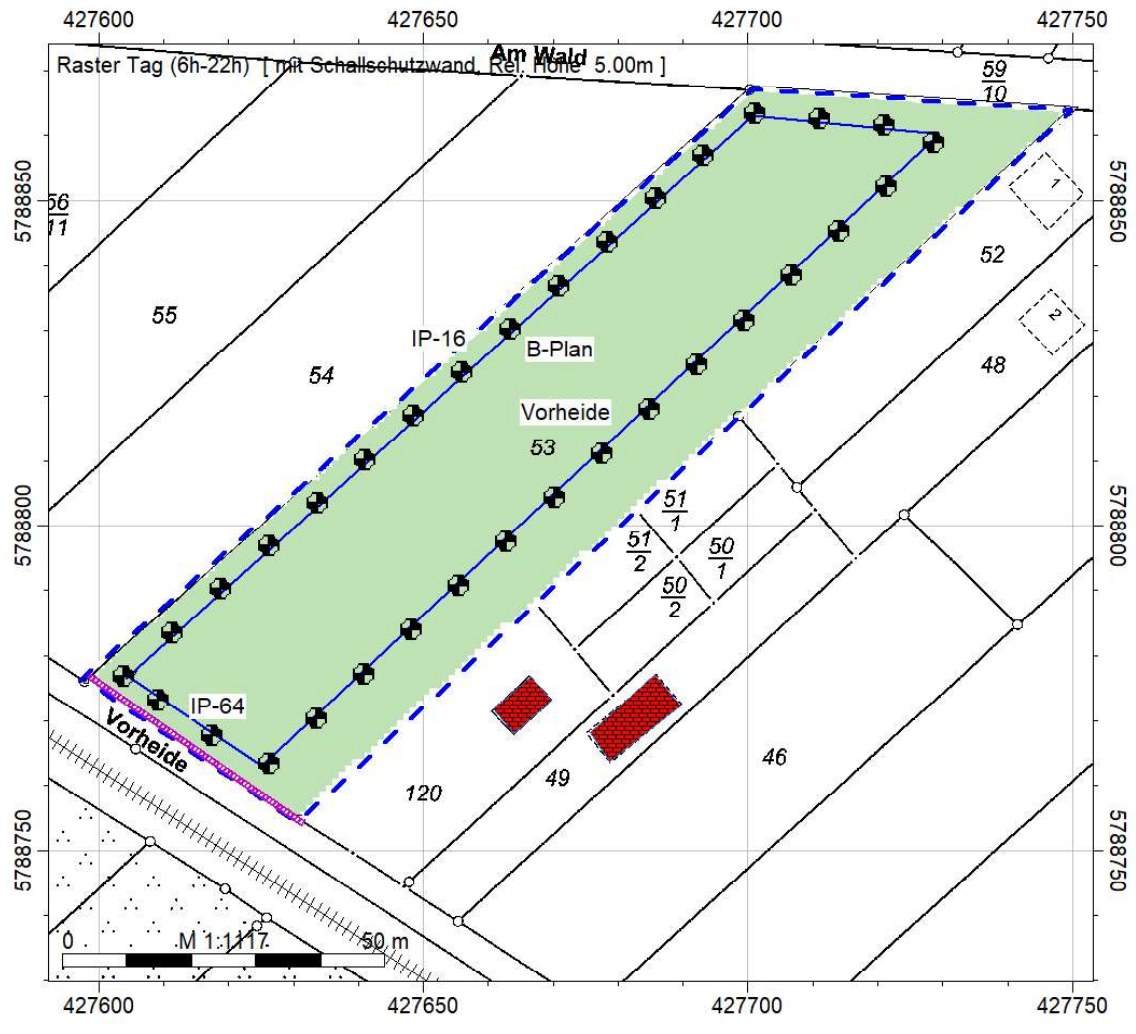 427600 427650 427700 427750
Am Wald
Raster Tag (6h-22h) [ mit Schallschutzwand, Rel. Höhe 5.00m ]
59
10
5788850
5788850
1
56
11
52
2
55
IP-16
B-Plan
54
48
Vorheide
53
5788800
5788800
51
1
51
2
50
1
50
2
IP-64
Vorheide
46
49
120
5788750
5788750
0 M 1:1117 50 m
427600 427650 427700 427750